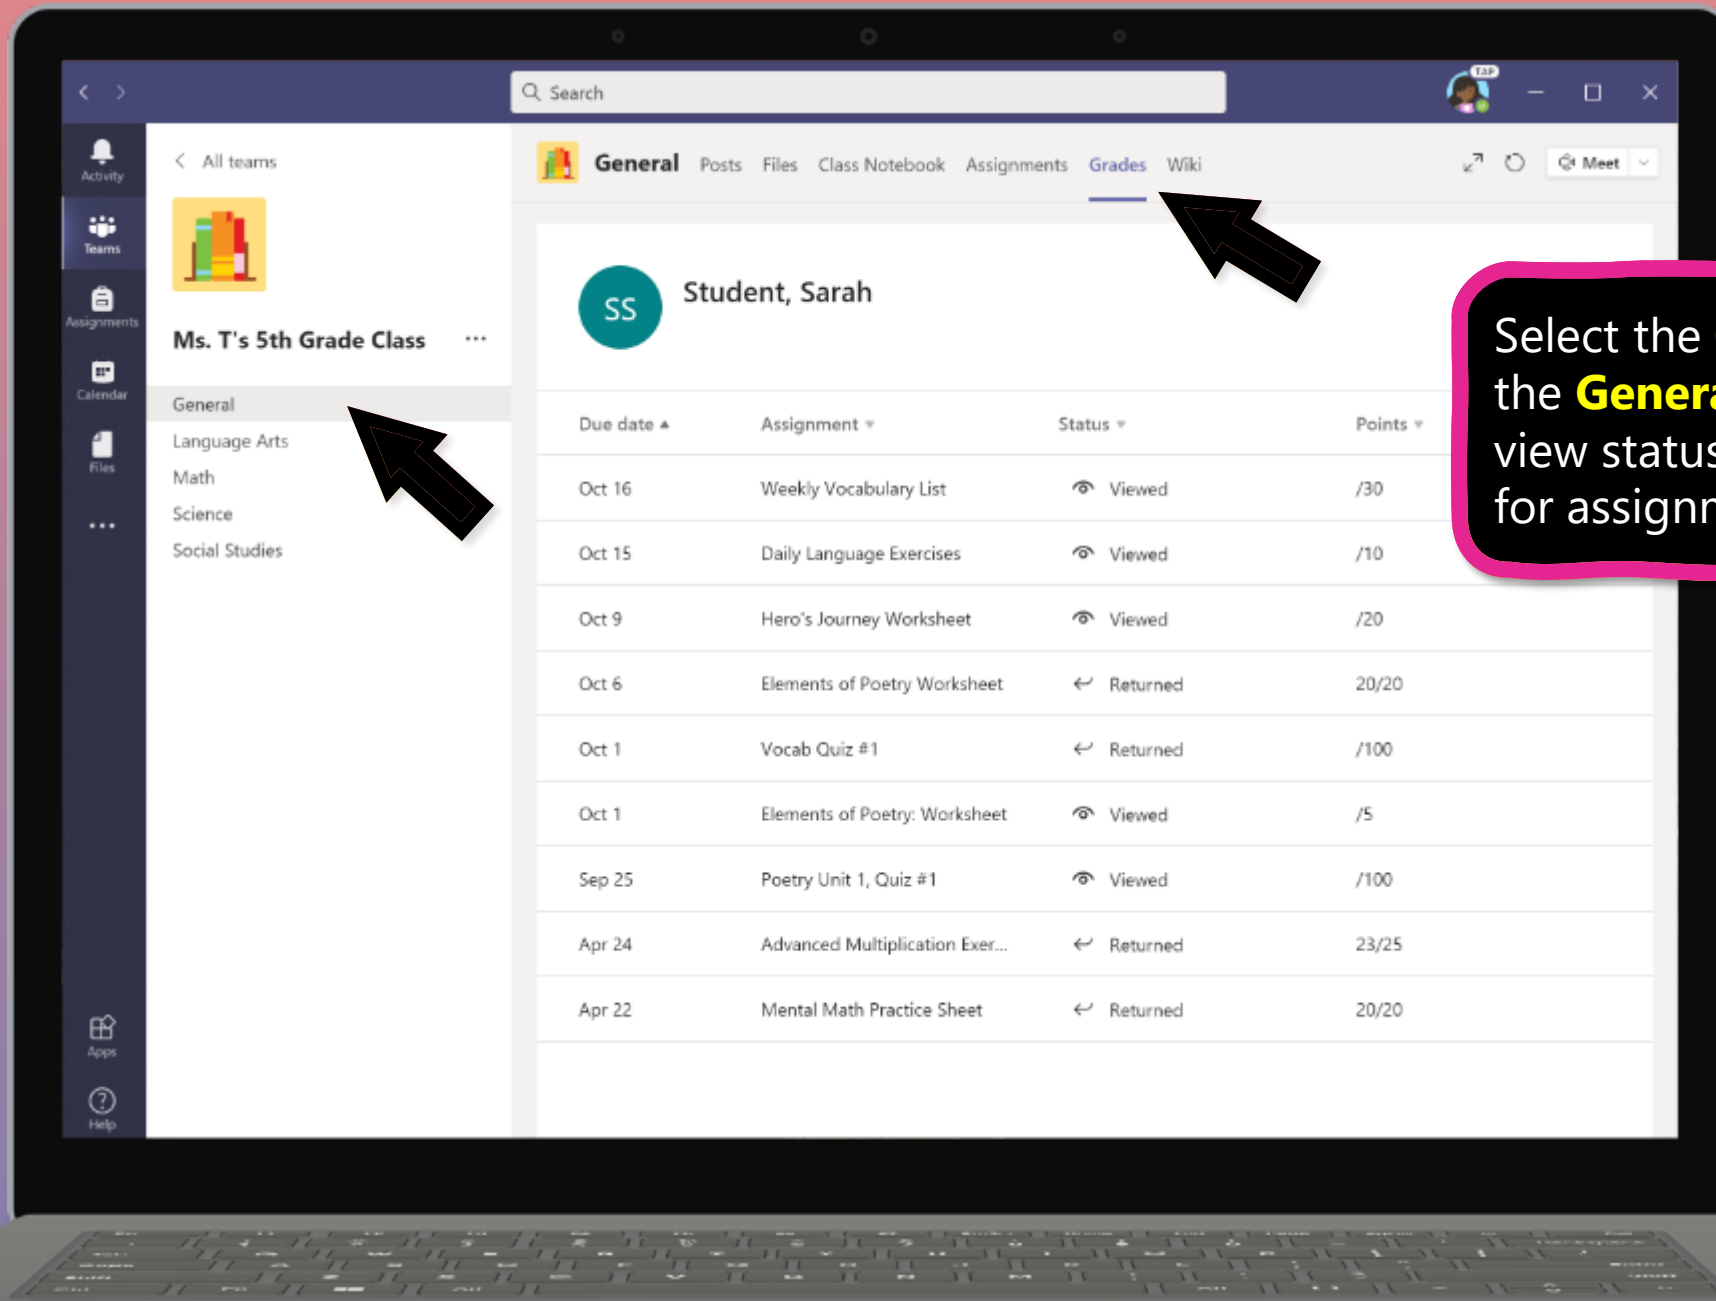 TAP
Search
Activity
Teams
Assignments
Calendar
Files
Apps
Help
All teams
Ms. T's 5th Grade Class
General
Language Arts
Math
Science
Social Studies
General Posts Files Class Notebook Assignments Grades Wiki Meet
SS Student, Sarah
Due date Assignment Status Points
Oct 16 Weekly Vocabulary List Viewed /30
Oct 15 Daily Language Exercises Viewed /10
Oct 9 Hero's Journey Worksheet Viewed /20
Oct 6 Elements of Poetry Worksheet Returned 20/20
Oct 1 Vocab Quiz #1 Returned /100
Oct 1 Elements of Poetry: Worksheet Viewed /5
Sep 25 Poetry Unit 1, Quiz #1 Viewed /100
Apr 24 Advanced Multiplication Exer... Returned 23/25
Apr 22 Mental Math Practice Sheet Returned 20/20
Select the
the Genera
view status
for assignm